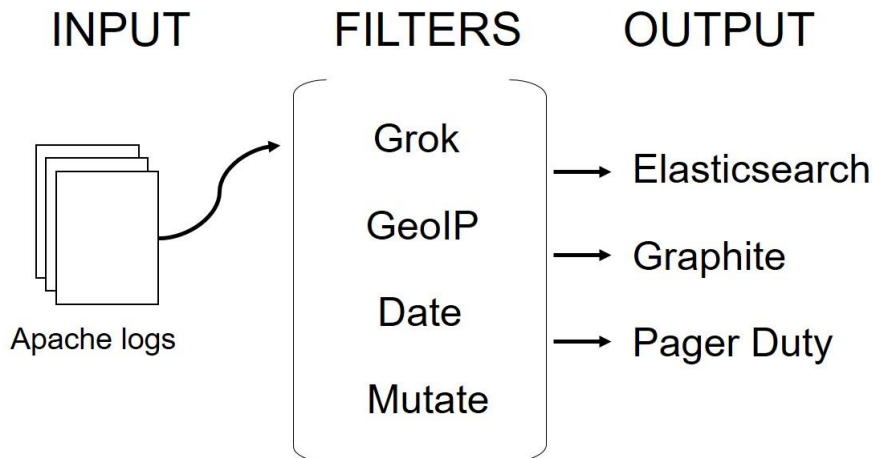 INPUT
FILTERS
OUTPUT
Apache logs
Grok
GeoIP
Date
Mutate
Elasticsearch
Graphite
Pager Duty